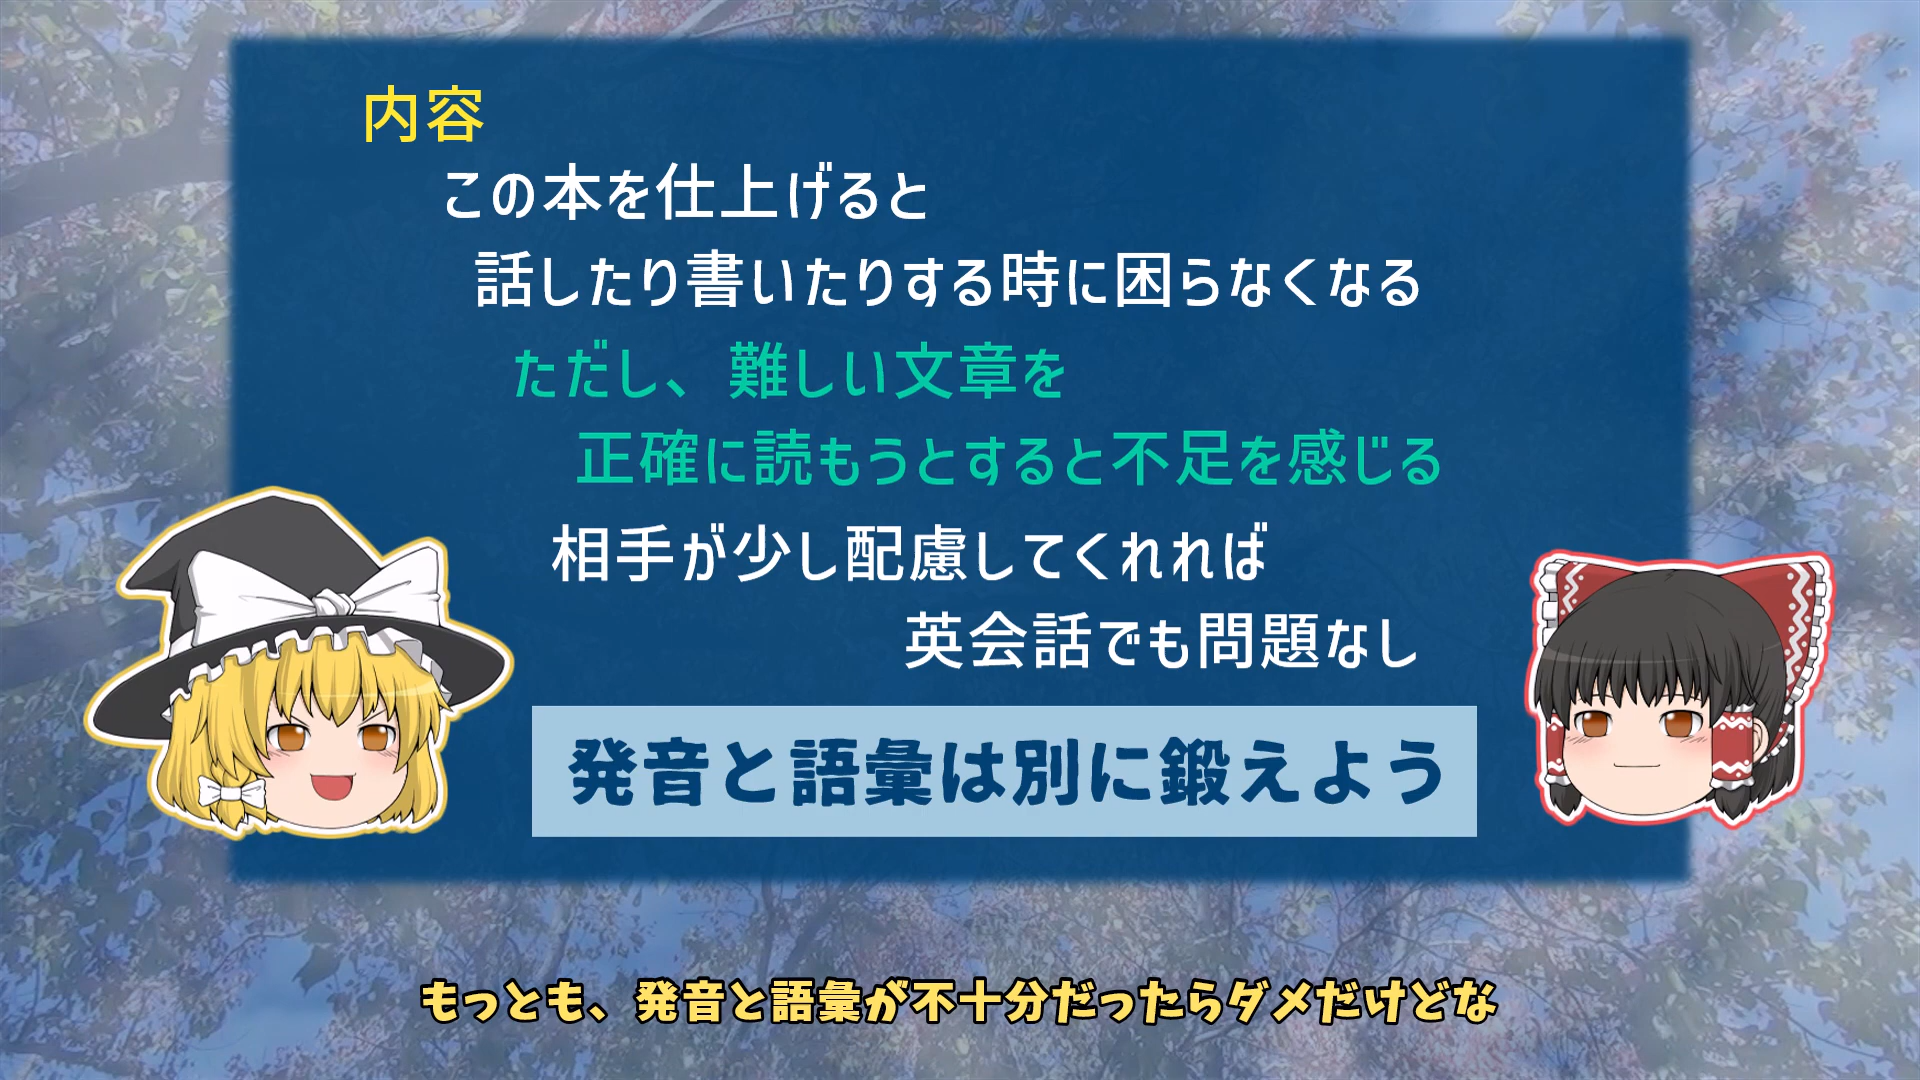 内容
この本を仕上げると
話したり書いたりする時に困らなくなる
ただし、難しい文章を
正確に読もうとすると不足を感じる
相手が少し配慮してくれれば
英会話でも問題なし
発音と語彙は別に鍛えよう
もっとも、発音と語彙が不十分だったらダメだけどな